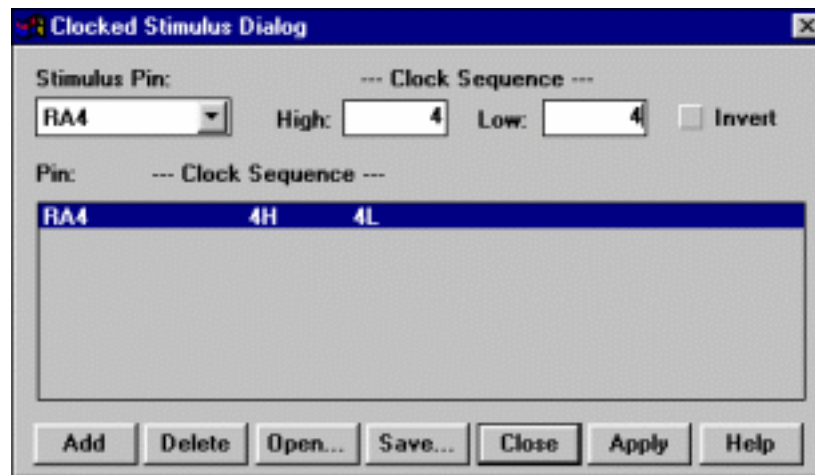 Clocked Stimulus Dialog
Stimulus Pin: --- Clock Sequence ---
RA4 High: 4 Low: 4 Invert
Pin: --- Clock Sequence ---
RA4 4H 4L
Add Delete Open... Save... Close Apply Help